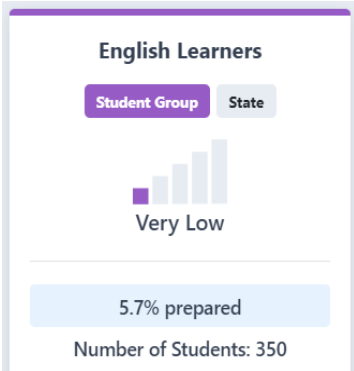 English Learners
Student Group State
Very Low
5.7% prepared
Number of Students: 350